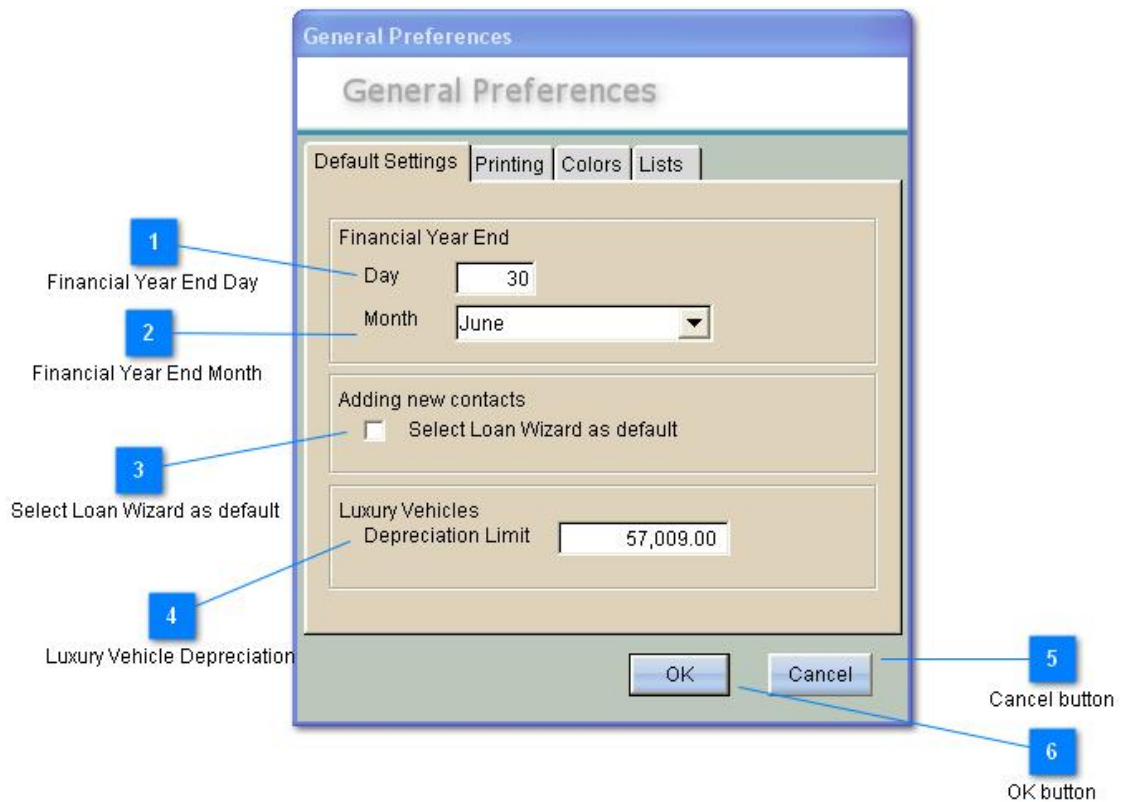 General Preferences
General Preferences
Default Settings Printing Colors Lists
Financial Year End
1
Day 30
Financial Year End Day
Month June
2
Financial Year End Month
Adding new contacts
Select Loan Wizard as default
3
Select Loan Wizard as default
Luxury Vehicles
Depreciation Limit 57,009.00
4
Luxury Vehicle Depreciation
OK Cancel
5
Cancel button
6
OK button